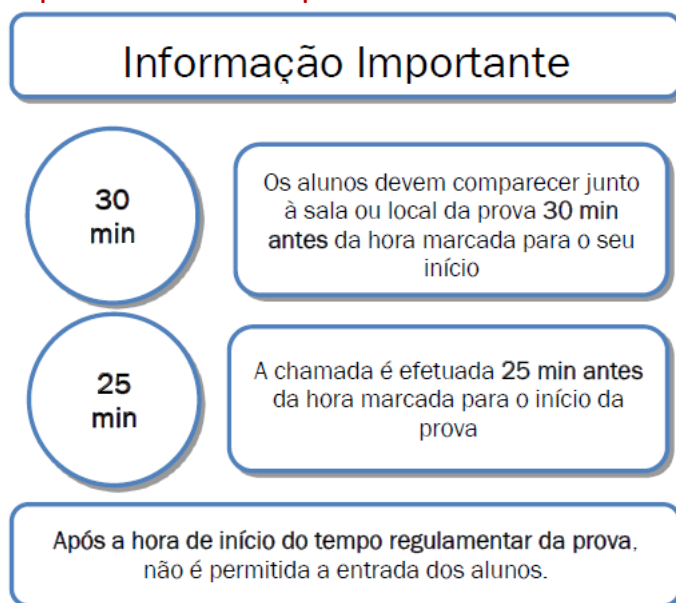 Informação Importante
30
min
Os alunos devem comparecer junto
à sala ou local da prova 30 min
antes da hora marcada para o seu
início
25
min
A chamada é efetuada 25 min antes
da hora marcada para o início da
prova
Após a hora de início do tempo regulamentar da prova,
não é permitida a entrada dos alunos.